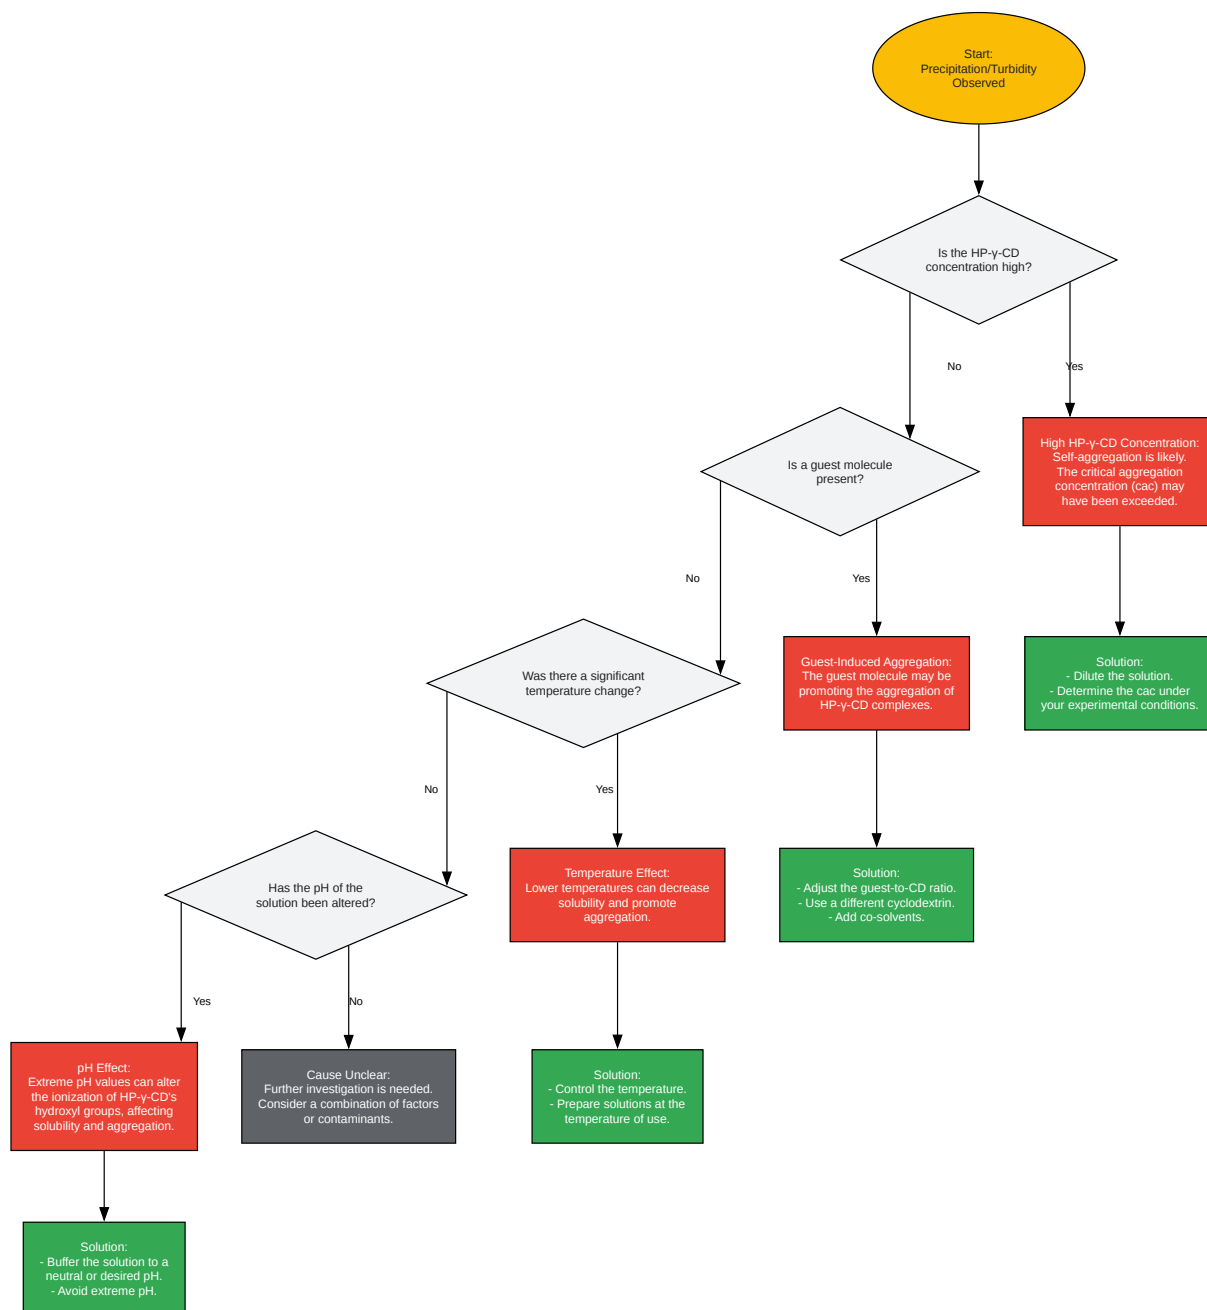 Start:
Precipitation/Turbidity
Observed
Is the HP-γ-CD
concentration high?
No
Yes
Is a guest molecule
present?
High HP-γ-CD Concentration:
Self-aggregation is likely.
The critical aggregation
concentration (cac) may
have been exceeded.
No
Yes
Was there a significant
temperature change?
Guest-Induced Aggregation:
The guest molecule may be
promoting the aggregation of
HP-γ-CD complexes.
Solution:
- Dilute the solution.
- Determine the cac under
your experimental conditions.
No
Yes
Has the pH of the
solution been altered?
Temperature Effect:
Lower temperatures can decrease
solubility and promote
aggregation.
Solution:
- Adjust the guest-to-CD ratio.
- Use a different cyclodextrin.
- Add co-solvents.
Yes
No
pH Effect:
Extreme pH values can alter
the ionization of HP-γ-CD's
hydroxyl groups, affecting
solubility and aggregation.
Cause Unclear:
Further investigation is needed.
Consider a combination of factors
or contaminants.
Solution:
- Control the temperature.
- Prepare solutions at the
temperature of use.
Solution:
- Buffer the solution to a
neutral or desired pH.
- Avoid extreme pH.